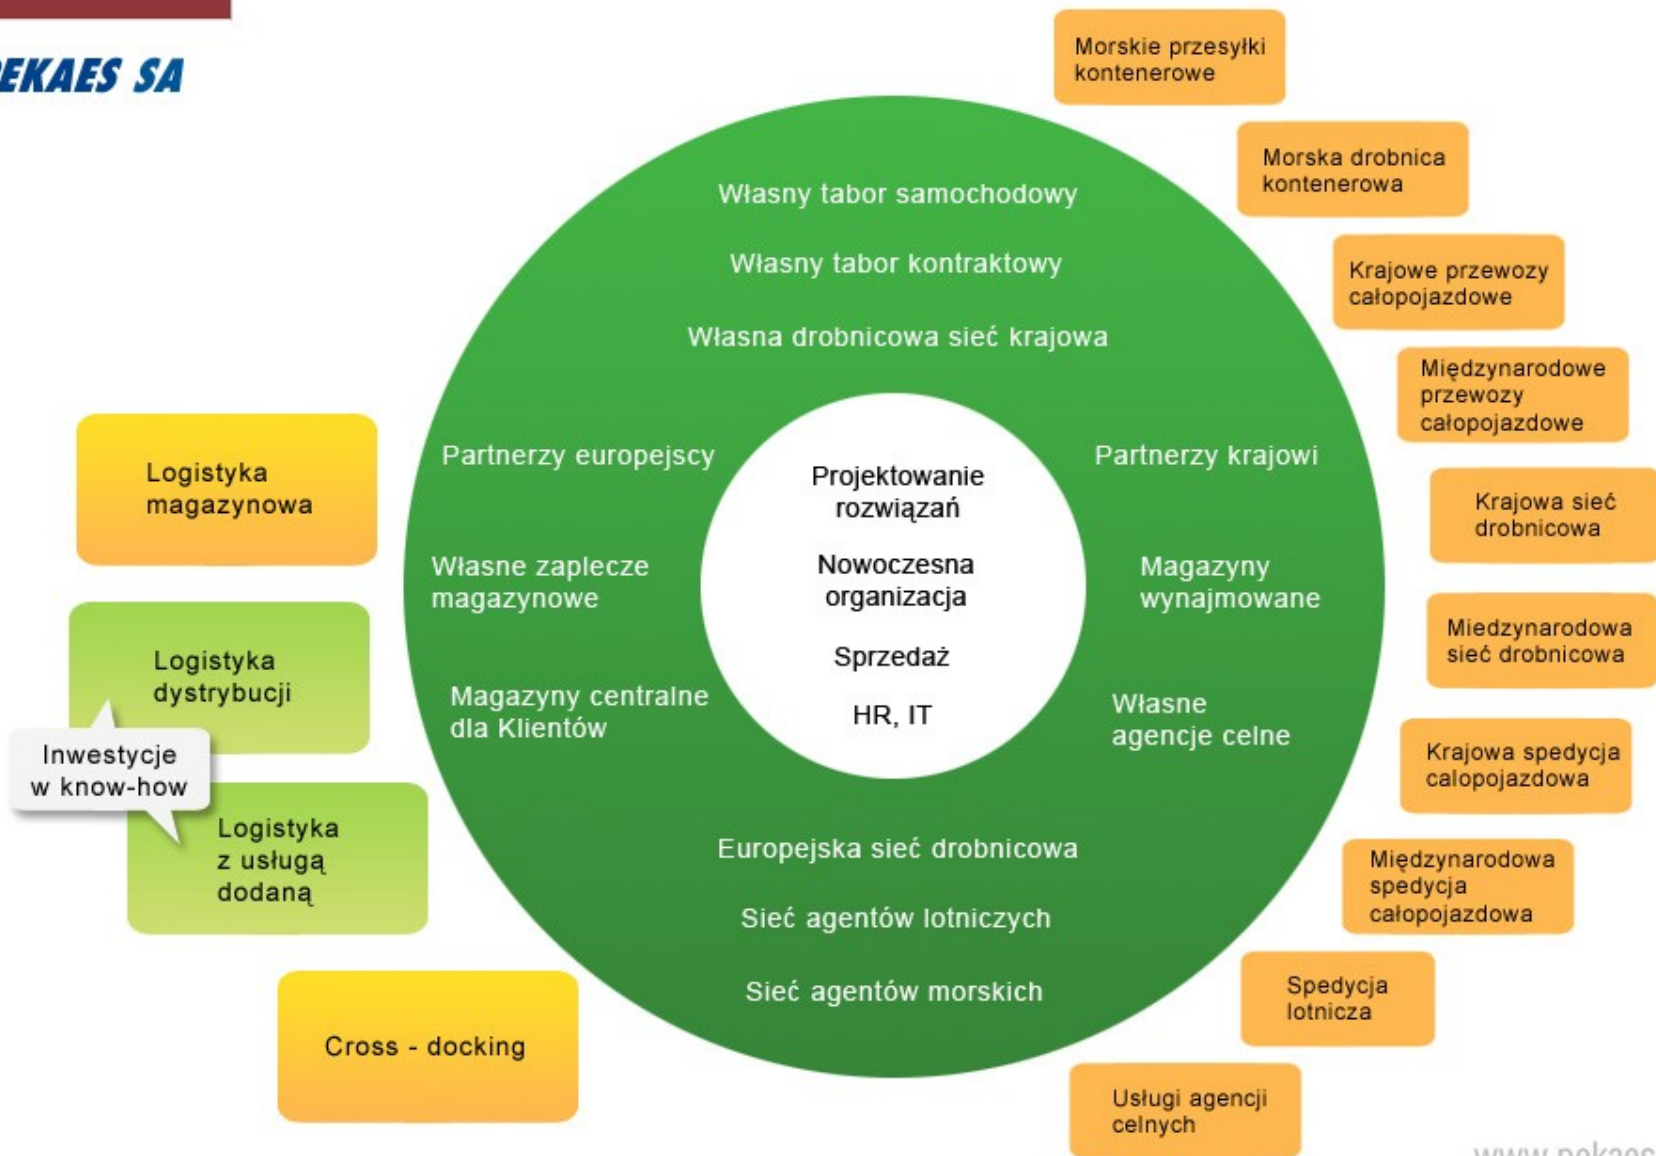 PEKAES SA
Morskie przesyłki
kontenerowe
Morska drobnica
kontenerowa
Krajowe przewozy
całopojazdowe
Międzynarodowe
przewozy
całopojazdowe
Krajowa sieć
drobnicowa
Miedzynarodowa
sieć drobnicowa
Krajowa spedycja
calopojazdowa
Międzynarodowa
spedycja
całopojazdowa
Spedycja
lotnicza
Usługi agencji
celnych
Własny tabor samochodowy
Własny tabor kontraktowy
Własna drobnicowa sieć krajowa
Partnerzy europejscy
Partnerzy krajowi
Własne zaplecze
magazynowe
Magazyny
wynajmowane
Magazyny centralne
dla Klientów
Własne
agencje celne
Europejska sieć drobnicowa
Sieć agentów lotniczych
Sieć agentów morskich
Projektowanie
rozwiązań
Nowoczesna
organizacja
Sprzedaż
HR, IT
Logistyka
magazynowa
Logistyka
dystrybucji
Inwestycje
w know-how
Logistyka
z usługą
dodaną
Cross - docking
www.pekaes